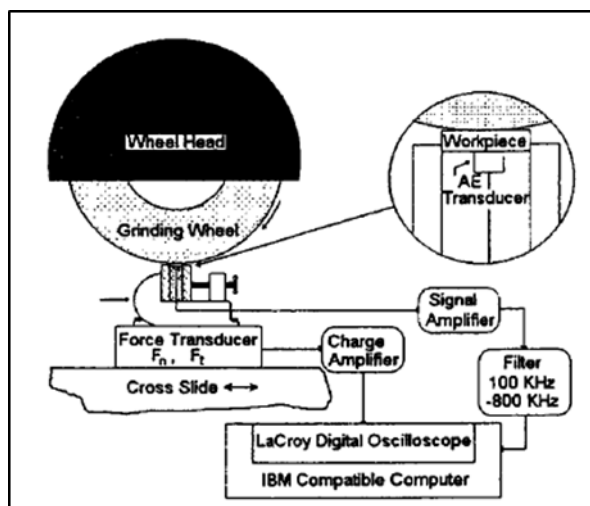 Wheel Head
Grinding Wheel
Workpiece
AE
Transducer
Force Transducer
Fn , Ft
Cross Slide
Charge
Amplifier
Signal
Amplifier
Filter
100 KHz
-800 KHz
LaCroy Digital Oscilloscope
IBM Compatible Computer